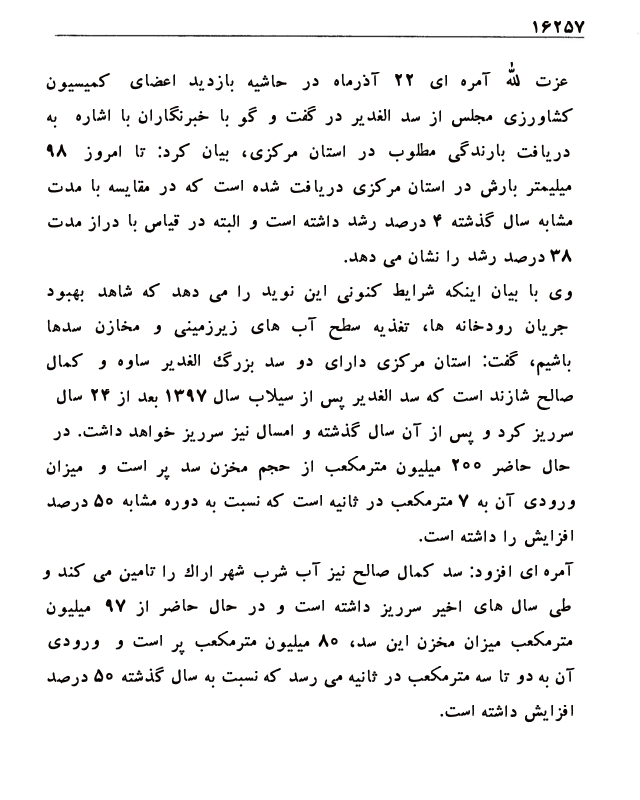 ۱۶۲۵۷
عزت الله آمره ای ۲۲ آذرماه در حاشیه بازدید اعضای کمیسیون
کشاورزی مجلس از سد الغدیر در گفت و گو با خبرنگاران با اشاره به
دریافت بارندگی مطلوب در استان مرکزی، بیان کرد: تا امروز ۹۸
میلیمتر بارش در استان مرکزی دریافت شده است که در مقایسه با مدت
مشابه سال گذشته ۴ درصد رشد داشته است و البته در قیاس با دراز مدت
۳۸ درصد رشد را نشان می دهد.
وی با بیان اینکه شرایط کنونی این نوید را می دهد که شاهد بهبود
جریان رودخانه ها، تغذیه سطح آب های زیرزمینی و مخازن سدها
باشیم، گفت: استان مرکزی دارای دو سد بزرگ الغدیر ساوه و کمال
صالح شازند است که سد الغدیر پس از سیلاب سال ۱۳۹۷ بعد از ۲۴ سال
سرریز کرد و پس از آن سال گذشته و امسال نیز سرریز خواهد داشت. در
حال حاضر ۲۰۰ میلیون مترمکعب از حجم مخزن سد پر است و میزان
ورودی آن به ۷ مترمکعب در ثانیه است که نسبت به دوره مشابه ۵۰ درصد
افزایش را داشته است.
آمره ای افزود: سد کمال صالح نیز آب شرب شهر اراك را تامین می کند و
طی سال های اخیر سرریز داشته است و در حال حاضر از ۹۷ میلیون
مترمکعب میزان مخزن این سد، ۸۰ میلیون مترمکعب پر است و ورودی
آن به دو تا سه مترمکعب در ثانیه می رسد که نسبت به سال گذشته ۵۰ درصد
افزایش داشته است.